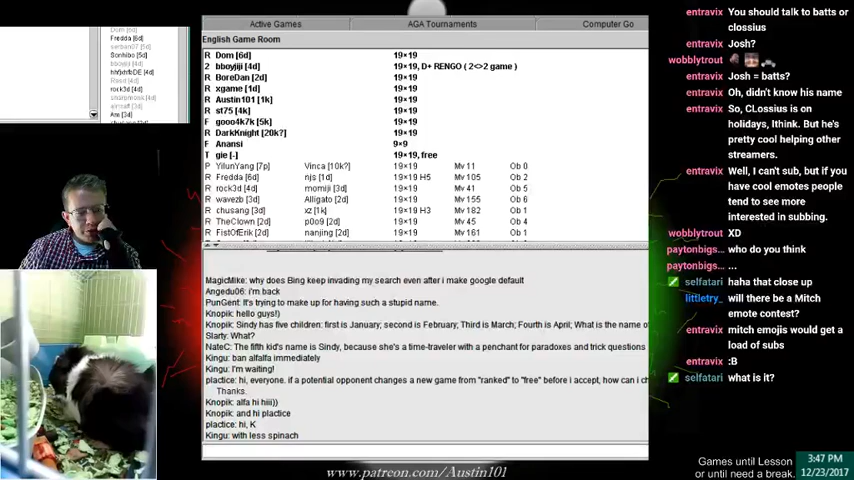 Active Games AGA Tournaments Computer Go
English Game Room
R Dom [6d] 19×19
2 bboyjiji [4d] 19×19, D+ RENGO ( 2<>2 game )
R BoreDan [2d] 19×19
R xgame [1d] 19×19
R Austin101 [1k] 19×19
R st75 [4k] 19×19
F gooo4k7k [5k] 19×19
R DarkKnight [20k?] 19×19
F Anansi 9×9
T gie [-] 19×19, free
P YilunYang [7p] Vinca [10k?] Mv 11 Ob 0
R Fredda [6d] njs [1d] 19×19 H5 Mv 105 Ob 2
R rock3d [4d] momiji [3d] 19×19 Mv 41 Ob 5
R wavezb [3d] Alligato [2d] 19×19 Mv 155 Ob 6
R chusang [3d] xz [1k] 19×19 H3 Mv 182 Ob 1
R TheClown [2d] p0o9 [2d] 19×19 Mv 45 Ob 4
R FistOfErik [2d] nanjing [2d] 19×19 Mv 161 Ob 1
MagicMike: why does Bing keep invading my search even after i make google default
Angedu06: i'm back
PunGent: It's trying to make up for having such a stupid name.
Knopik: hello guys!)
Knopik: Sindy has five children: first is January; second is February; Third is March; Fourth is April; What is the name o
Slarty: What?
NateC: The fifth kid's name is Sindy, because she's a time-traveler with a penchant for paradoxes and trick questions
Kingu: ban alfalfa immediately
Kingu: I'm waiting!
plactice: hi, everyone. if a potential opponent changes a new game from "ranked" to "free" before i accept, how can i ch
Thanks.
Knopik: alfa hi hiii))
Knopik: and hi plactice
plactice: hi, K
Kingu: with less spinach
Fredda [6d]
serban07 [5d]
Sonhibo [5d]
bboyjiji [4d]
hhfxhfbDE [4d]
rock3d [4d]
Ara [3d]
entravix You should talk to batts or
clossius
entravix Josh?
wobblytrout
entravix Josh = batts?
entravix Oh, didn't know his name
entravix So, CLossius is on
holidays, Ithink. But he's
pretty cool helping other
streamers.
entravix Well, I can't sub, but if you
have cool emotes people
tend to see more
interested in subbing.
wobblytrout XD
paytonbigs... who do you think
paytonbigs... ...
selfatari haha that close up
littletry_ will there be a Mitch
emote contest?
entravix mitch emojis would get a
load of subs
entravix :B
selfatari what is it?
Games until Lesson
or until need a break.
3:47 PM
12/23/2017
www.patreon.com/Austin101